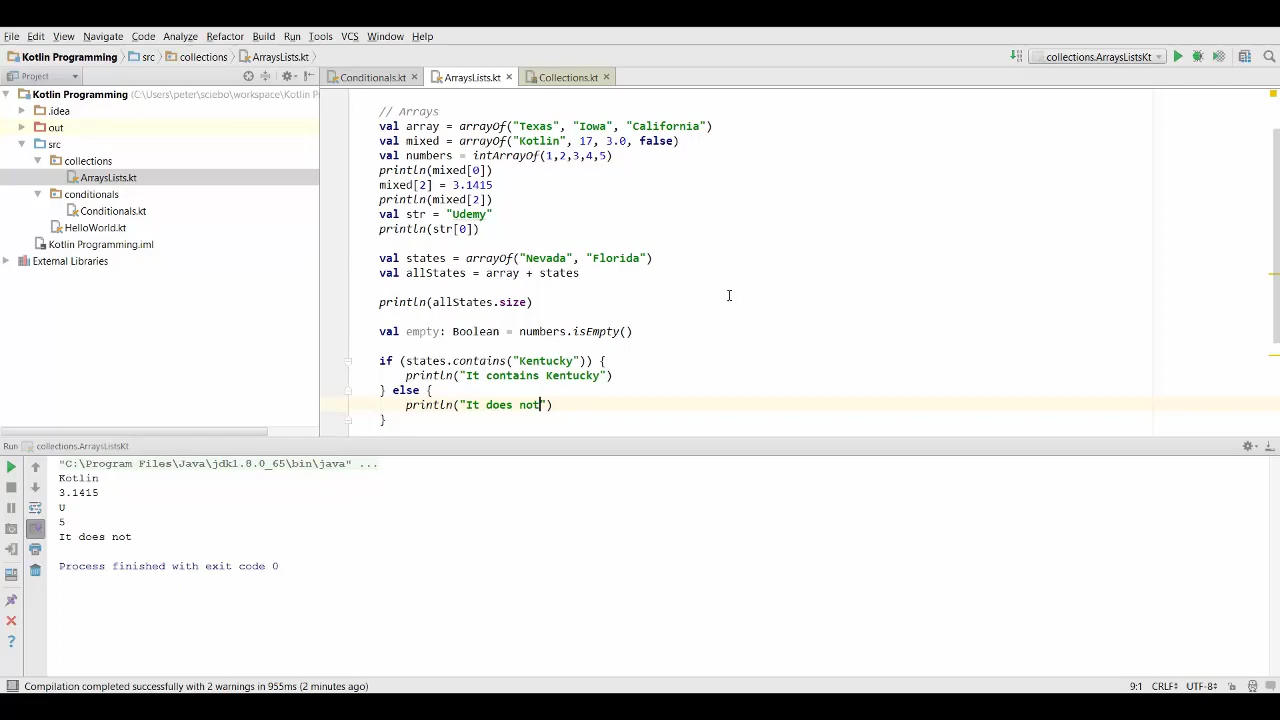 File Edit View Navigate Code Analyze Refactor Build Run Tools VCS Window Help
Kotlin Programming src collections ArraysLists.kt collections.ArraysListsKt
Project Conditionals.kt ArraysLists.kt Collections.kt
Kotlin Programming (C:\Users\peter\sciebo\workspace\Kotlin P
.idea
out
src
collections
ArraysLists.kt
conditionals
Conditionals.kt
HelloWorld.kt
Kotlin Programming.iml
External Libraries
// Arrays
val array = arrayOf("Texas", "Iowa", "California")
val mixed = arrayOf("Kotlin", 17, 3.0, false)
val numbers = intArrayOf(1,2,3,4,5)
println(mixed[0])
mixed[2] = 3.1415
println(mixed[2])
val str = "Udemy"
println(str[0])
val states = arrayOf("Nevada", "Florida")
val allStates = array + states
println(allStates.size)
val empty: Boolean = numbers.isEmpty()
if (states.contains("Kentucky")) {
println("It contains Kentucky")
} else {
println("It does not")
}
Run collections.ArraysListsKt
"C:\Program Files\Java\jdk1.8.0_65\bin\java" ...
Kotlin
3.1415
U
5
It does not
Process finished with exit code 0
Compilation completed successfully with 2 warnings in 955ms (2 minutes ago) 9:1 CRLF UTF-8